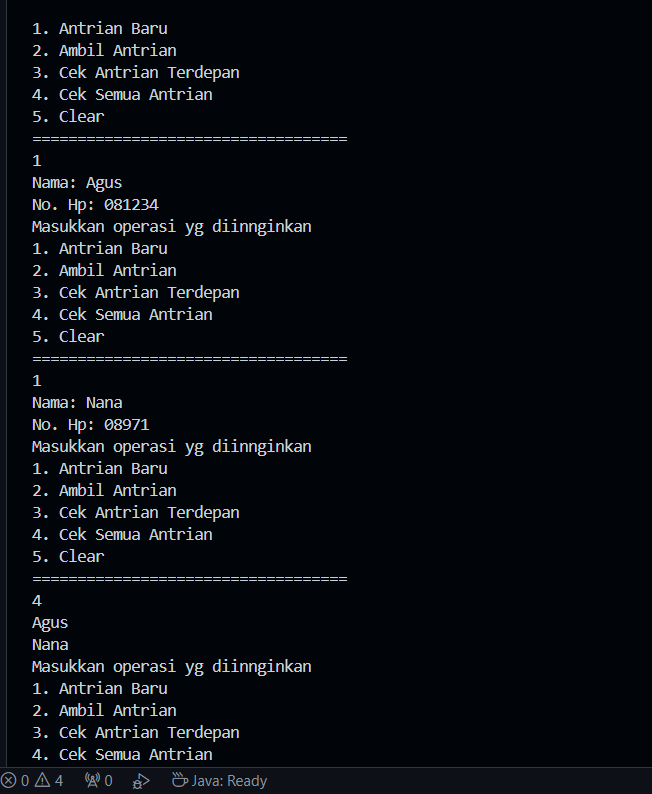 1. Antrian Baru
2. Ambil Antrian
3. Cek Antrian Terdepan
4. Cek Semua Antrian
5. Clear
===================================
1
Nama: Agus
No. Hp: 081234
Masukkan operasi yg diinnginkan
1. Antrian Baru
2. Ambil Antrian
3. Cek Antrian Terdepan
4. Cek Semua Antrian
5. Clear
===================================
1
Nama: Nana
No. Hp: 08971
Masukkan operasi yg diinnginkan
1. Antrian Baru
2. Ambil Antrian
3. Cek Antrian Terdepan
4. Cek Semua Antrian
5. Clear
===================================
4
Agus
Nana
Masukkan operasi yg diinnginkan
1. Antrian Baru
2. Ambil Antrian
3. Cek Antrian Terdepan
4. Cek Semua Antrian
0 4 0 Java: Ready